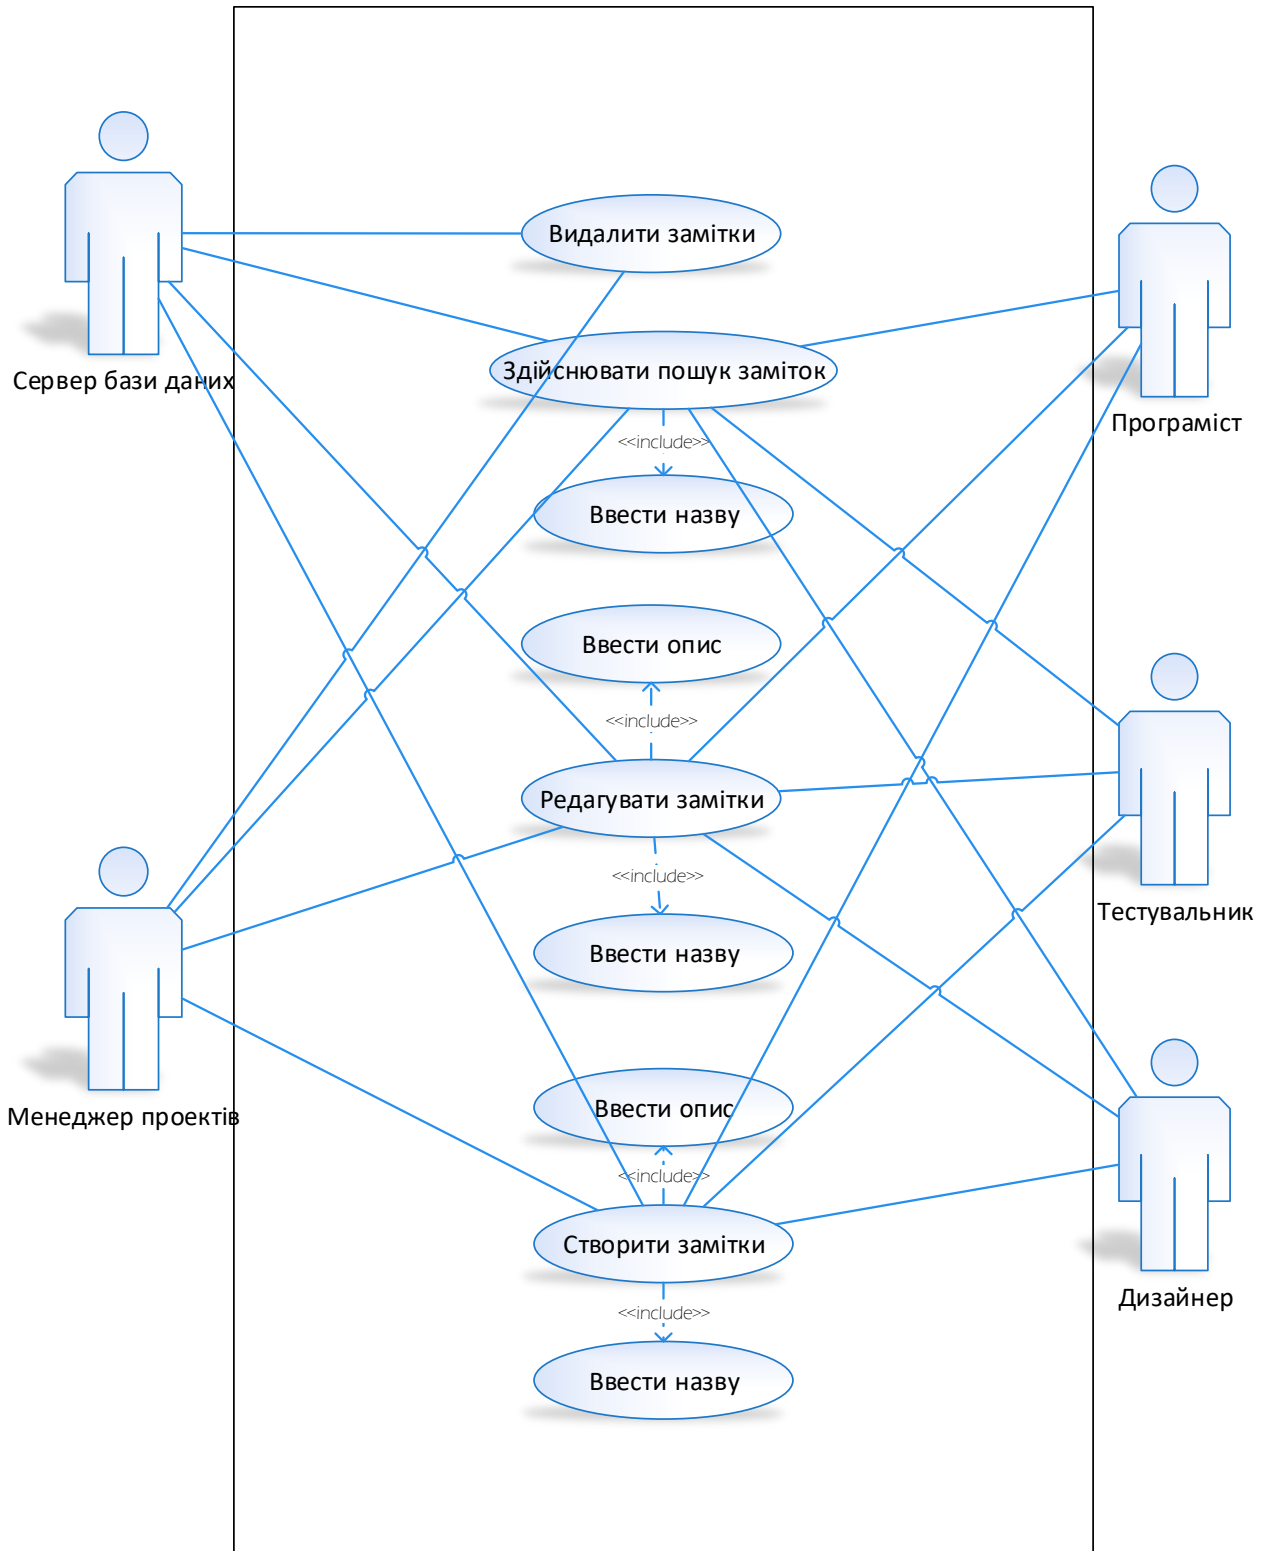 Видалити замітки
Сервер бази даних
Здійснювати пошук заміток
Програміст
<<include>>
Ввести назву
Ввести опис
<<include>>
Редагувати замітки
<<include>>
Тестувальник
Ввести назву
Менеджер проектів
Ввести опис
<<include>>
Створити замітки
Дизайнер
<<include>>
Ввести назву